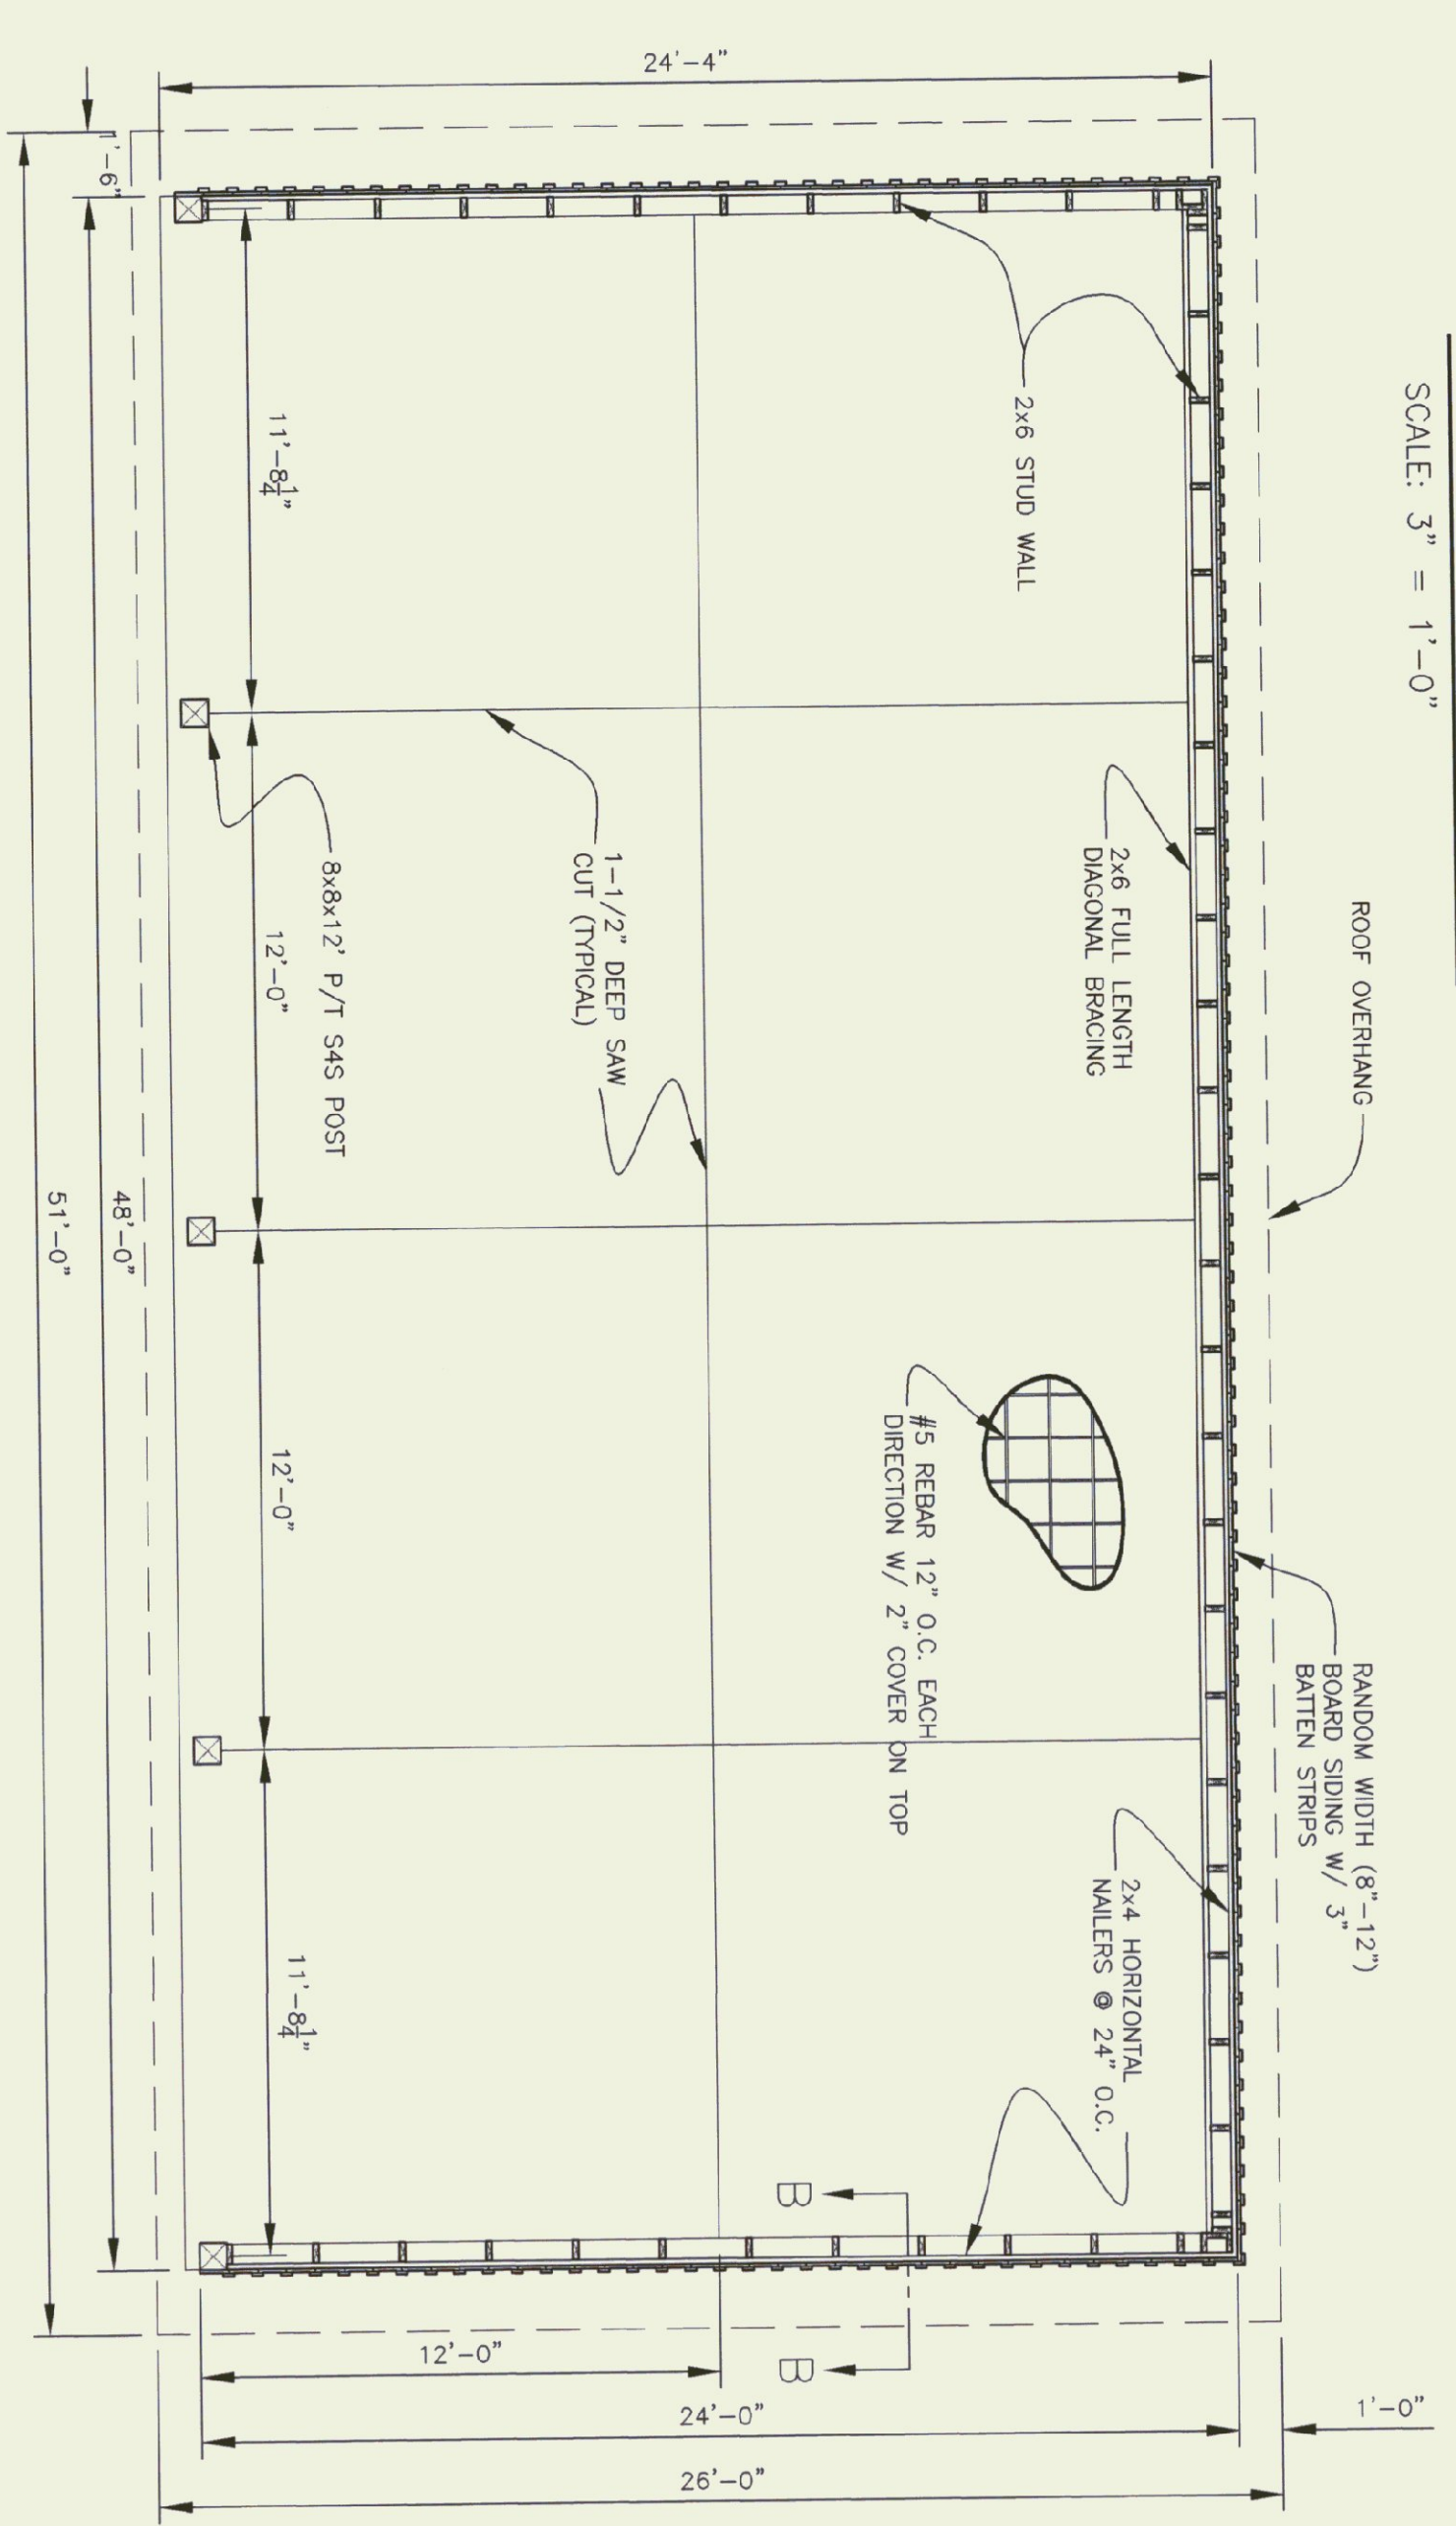 SCALE: 3" = 1'-0"
ROOF OVERHANG
RANDOM WIDTH (8"-12")
BOARD SIDING W/ 3"
BATTEN STRIPS
2x6 STUD WALL
2x6 FULL LENGTH
DIAGONAL BRACING
#5 REBAR 12" O.C. EACH
DIRECTION W/ 2" COVER ON TOP
2x4 HORIZONTAL
NAILERS @ 24" O.C.
1-1/2" DEEP SAW
CUT (TYPICAL)
8x8x12' P/T S4S POST
11'-8¼"
12'-0"
12'-0"
11'-8¼"
48'-0"
51'-0"
1'-6"
24'-4"
B
B
12'-0"
24'-0"
26'-0"
1'-0"